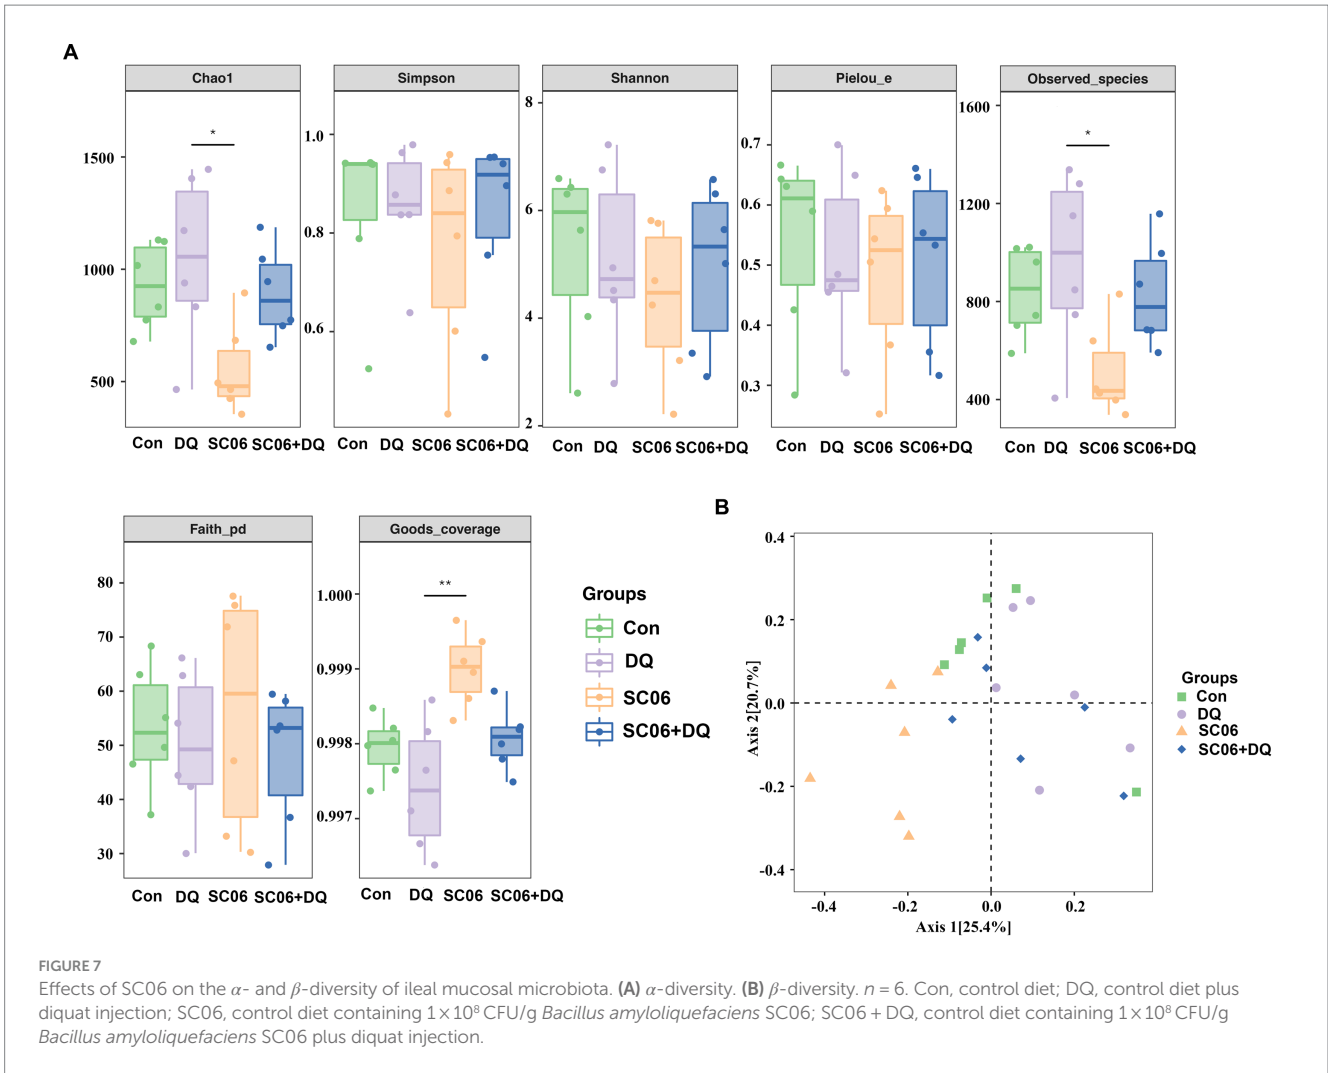 A
Chao1
Simpson
Shannon
Pielou_e
Observed_species
*
*
1500
1000
500
1.0
0.8
0.6
8
6
4
2
0.7
0.6
0.5
0.4
0.3
1600
1200
800
400
Con DQ SC06 SC06+DQ
Con DQ SC06 SC06+DQ
Con DQ SC06 SC06+DQ
Con DQ SC06 SC06+DQ
Con DQ SC06 SC06+DQ
Faith_pd
Goods_coverage
**
80
70
60
50
40
30
1.000
0.999
0.998
0.997
Con DQ SC06 SC06+DQ
Con DQ SC06 SC06+DQ
Groups
Con
DQ
SC06
SC06+DQ
B
0.4
0.2
0.0
-0.2
-0.4
Axis 2[20.7%]
-0.4 -0.2 0.0 0.2
Axis 1[25.4%]
Groups
Con
DQ
SC06
SC06+DQ
FIGURE 7
Effects of SC06 on the α- and β-diversity of ileal mucosal microbiota. (A) α-diversity. (B) β-diversity. n = 6. Con, control diet; DQ, control diet plus
diquat injection; SC06, control diet containing 1 × 10⁸ CFU/g Bacillus amyloliquefaciens SC06; SC06 + DQ, control diet containing 1 × 10⁸ CFU/g
Bacillus amyloliquefaciens SC06 plus diquat injection.